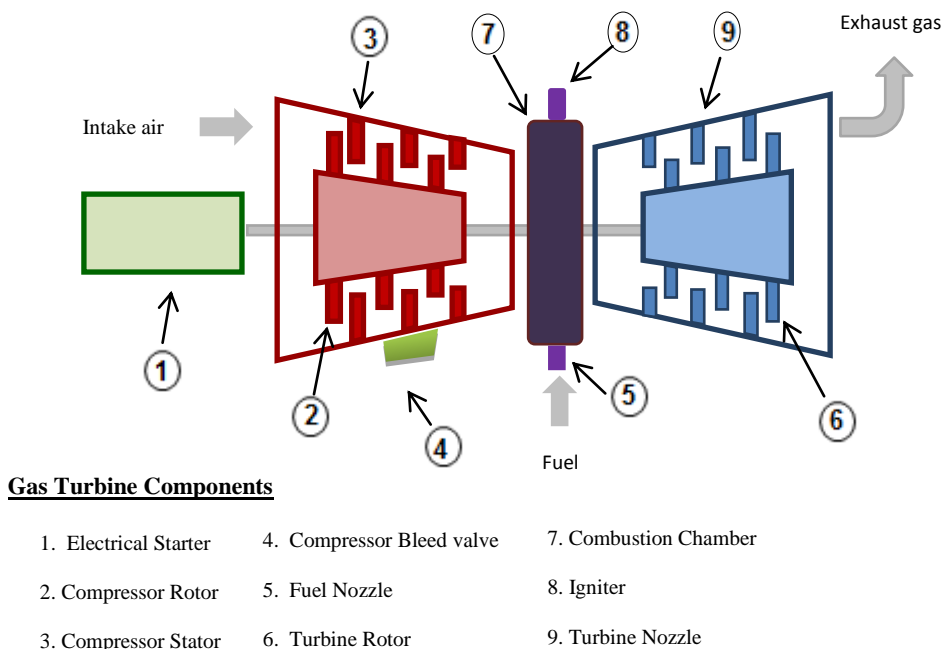 Exhaust gas
3
7
8
9
Intake air
1
2
4
5
6
Fuel
Gas Turbine Components
1. Electrical Starter
2. Compressor Rotor
3. Compressor Stator
4. Compressor Bleed valve
5. Fuel Nozzle
6. Turbine Rotor
7. Combustion Chamber
8. Igniter
9. Turbine Nozzle